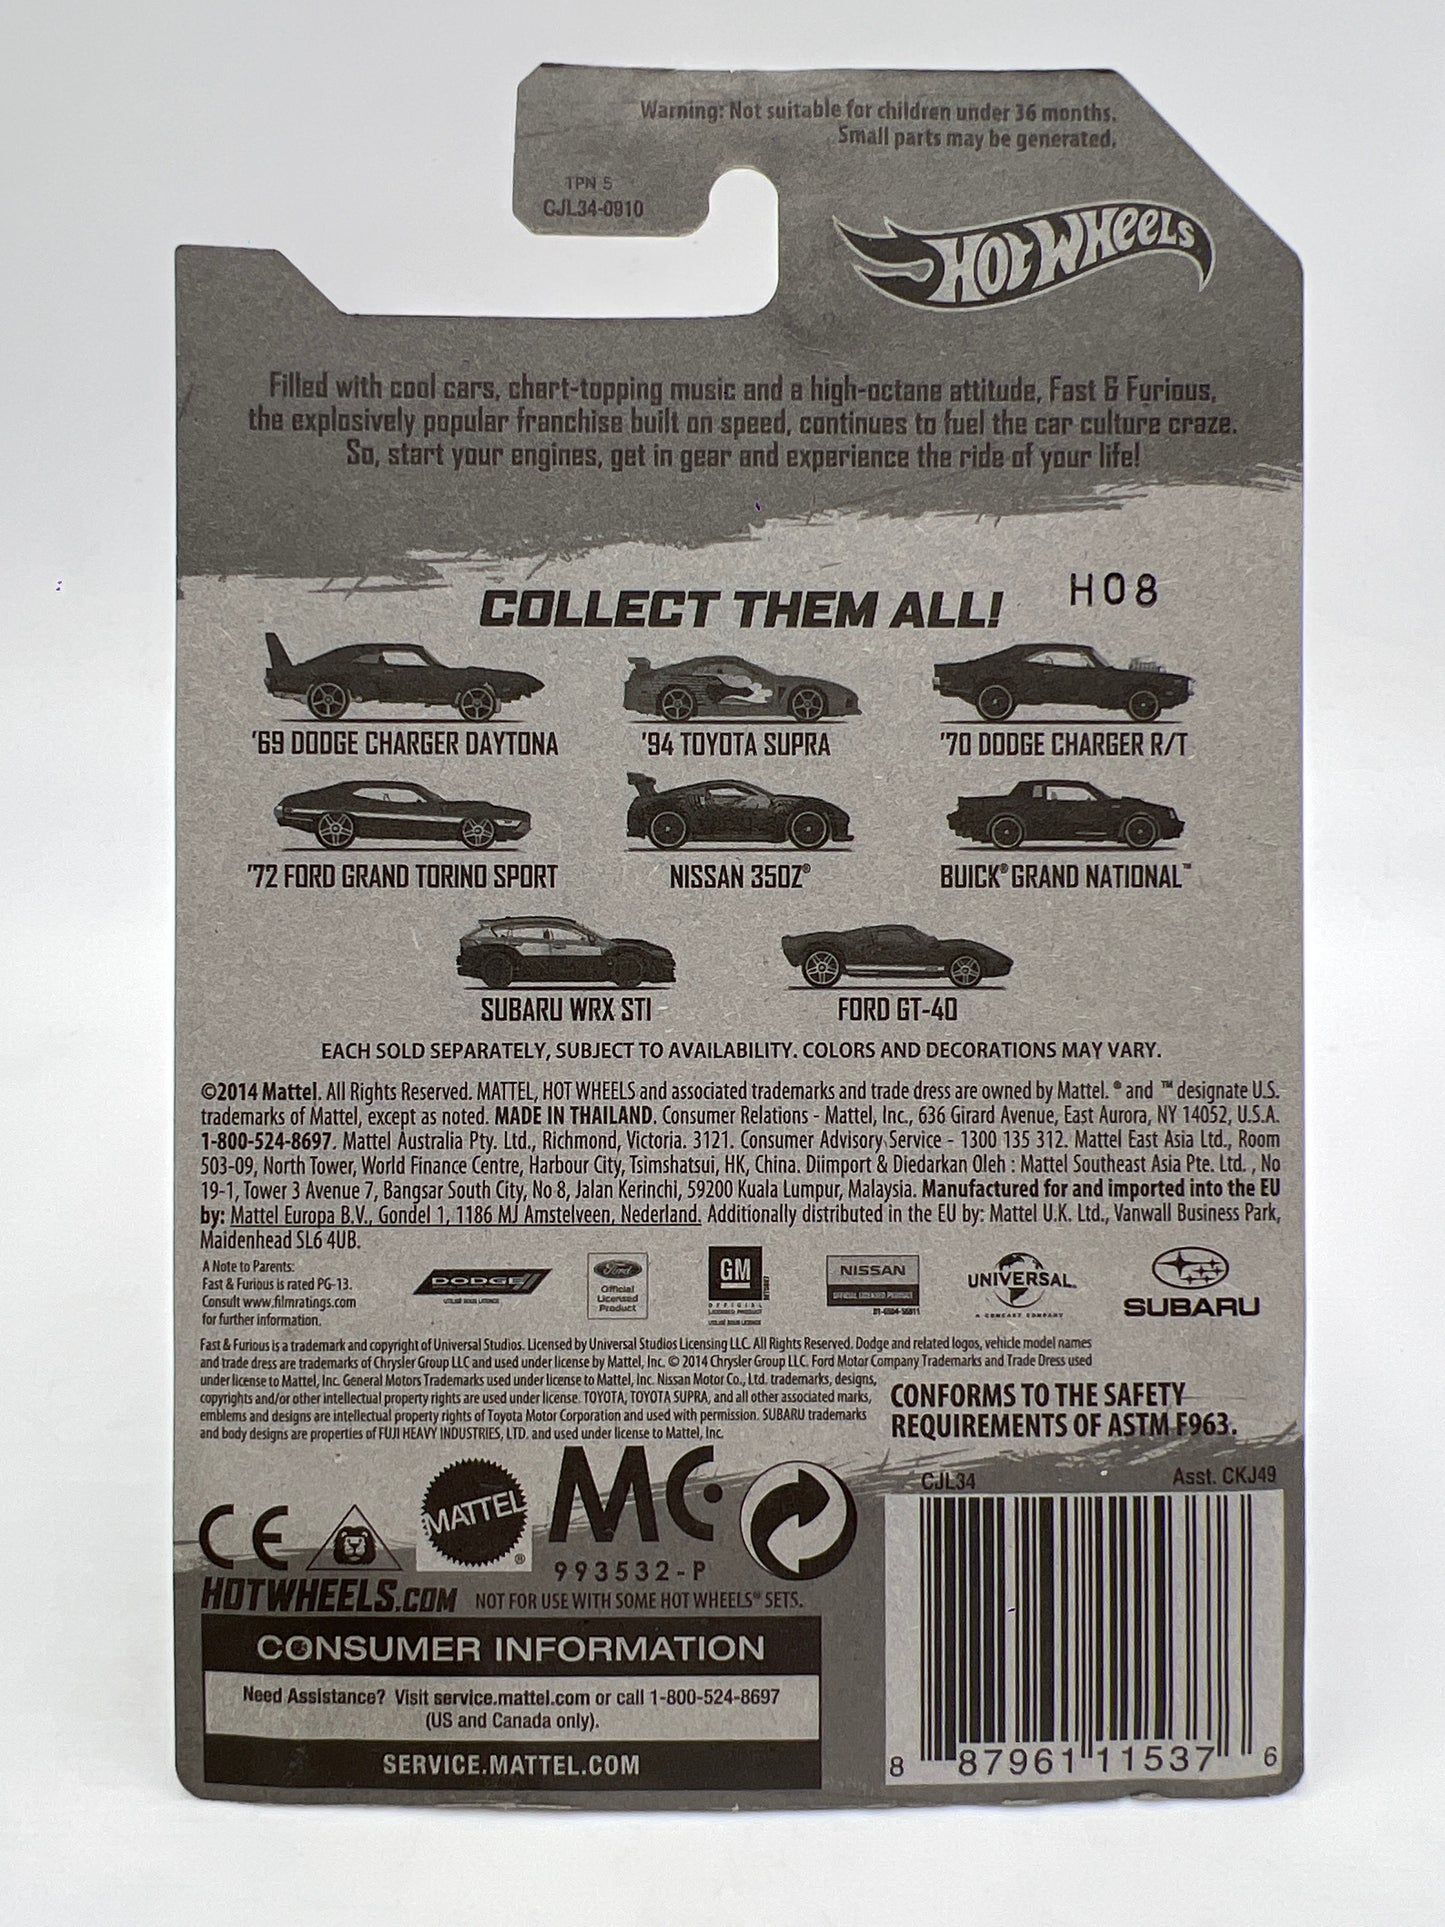 Warning: Not suitable for children under 36 months.
Small parts may be generated.
TPN 5
CJL34-0910
HOT WHEELS
Filled with cool cars, chart-topping music and a high-octane attitude, Fast & Furious,
the explosively popular franchise built on speed, continues to fuel the car culture craze.
So, start your engines, get in gear and experience the ride of your life!
COLLECT THEM ALL!
H08
'69 DODGE CHARGER DAYTONA
'94 TOYOTA SUPRA
'70 DODGE CHARGER R/T
'72 FORD GRAND TORINO SPORT
NISSAN 350Z®
BUICK® GRAND NATIONAL™
SUBARU WRX STI
FORD GT-40
EACH SOLD SEPARATELY, SUBJECT TO AVAILABILITY. COLORS AND DECORATIONS MAY VARY.
©2014 Mattel. All Rights Reserved. MATTEL, HOT WHEELS and associated trademarks and trade dress are owned by Mattel. ® and ™ designate U.S.
trademarks of Mattel, except as noted. MADE IN THAILAND. Consumer Relations - Mattel, Inc., 636 Girard Avenue, East Aurora, NY 14052, U.S.A.
1-800-524-8697. Mattel Australia Pty. Ltd., Richmond, Victoria. 3121. Consumer Advisory Service - 1300 135 312. Mattel East Asia Ltd., Room
503-09, North Tower, World Finance Centre, Harbour City, Tsimshatsui, HK, China. Diimport & Diedarkan Oleh : Mattel Southeast Asia Pte. Ltd. , No
19-1, Tower 3 Avenue 7, Bangsar South City, No 8, Jalan Kerinchi, 59200 Kuala Lumpur, Malaysia. Manufactured for and imported into the EU
by: Mattel Europa B.V., Gondel 1, 1186 MJ Amstelveen, Nederland. Additionally distributed in the EU by: Mattel U.K. Ltd., Vanwall Business Park,
Maidenhead SL6 4UB.
A Note to Parents:
Fast & Furious is rated PG-13.
Consult www.filmratings.com
for further information.
DODGE
Ford
Official
Licensed
Product
GM
OFFICIAL
LICENSED PRODUCT
NISSAN
OFFICIAL LICENSED PRODUCT
UNIVERSAL
A COMCAST COMPANY
SUBARU
Fast & Furious is a trademark and copyright of Universal Studios. Licensed by Universal Studios Licensing LLC. All Rights Reserved. Dodge and related logos, vehicle model names
and trade dress are trademarks of Chrysler Group LLC and used under license by Mattel, Inc. © 2014 Chrysler Group LLC. Ford Motor Company Trademarks and Trade Dress used
under license to Mattel, Inc. General Motors Trademarks used under license to Mattel, Inc. Nissan Motor Co., Ltd. trademarks, designs,
copyrights and/or other intellectual property rights are used under license. TOYOTA, TOYOTA SUPRA, and all other associated marks,
emblems and designs are intellectual property rights of Toyota Motor Corporation and used with permission. SUBARU trademarks
and body designs are properties of FUJI HEAVY INDUSTRIES, LTD. and used under license to Mattel, Inc.
CONFORMS TO THE SAFETY
REQUIREMENTS OF ASTM F963.
CE
MATTEL®
MC
993532-P
CJL34
Asst. CKJ49
HOTWHEELS.COM
NOT FOR USE WITH SOME HOT WHEELS® SETS.
CONSUMER INFORMATION
Need Assistance? Visit service.mattel.com or call 1-800-524-8697
(US and Canada only).
SERVICE.MATTEL.COM
8 87961 11537 6